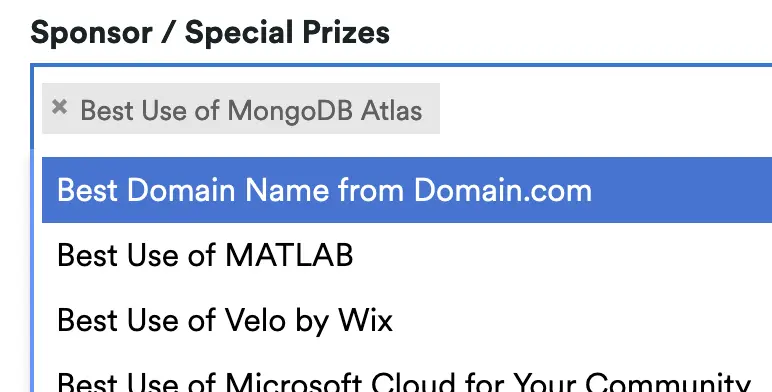 Sponsor / Special Prizes
× Best Use of MongoDB Atlas
Best Domain Name from Domain.com
Best Use of MATLAB
Best Use of Velo by Wix
Best Use of Microsoft Cloud for Your Community